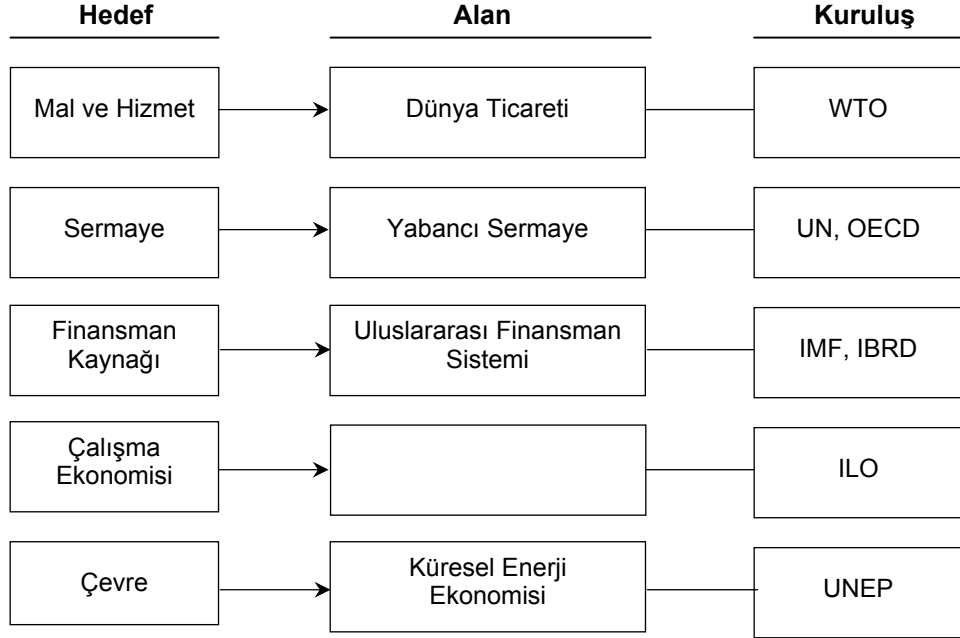 Hedef Alan Kuruluş
Mal ve Hizmet
Dünya Ticareti
WTO
Sermaye
Yabancı Sermaye
UN, OECD
Finansman
Kaynağı
Uluslararası Finansman
Sistemi
IMF, IBRD
Çalışma
Ekonomisi
ILO
Çevre
Küresel Enerji
Ekonomisi
UNEP